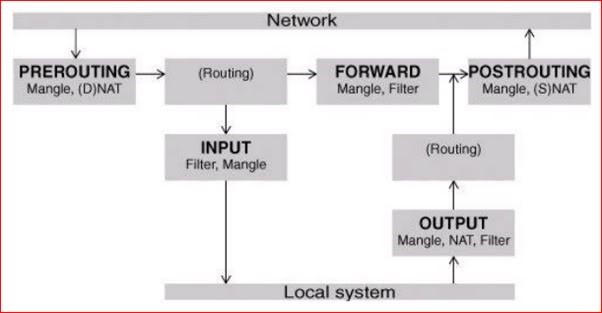 Network
PREROUTING
Mangle, (D)NAT
(Routing)
FORWARD
Mangle, Filter
POSTROUTING
Mangle, (S)NAT
INPUT
Filter, Mangle
(Routing)
OUTPUT
Mangle, NAT, Filter
Local system